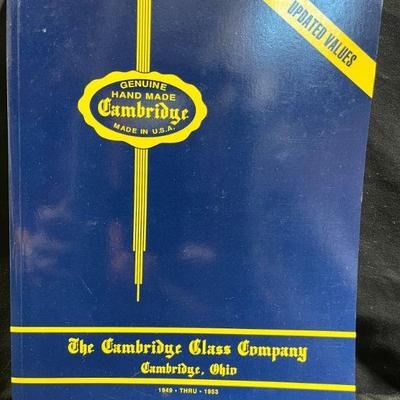 UPDATED VALUES
GENUINE
HAND MADE
Cambridge
MADE IN U.S.A.
The Cambridge Glass Company
Cambridge, Ohio
1949 • THRU • 1953